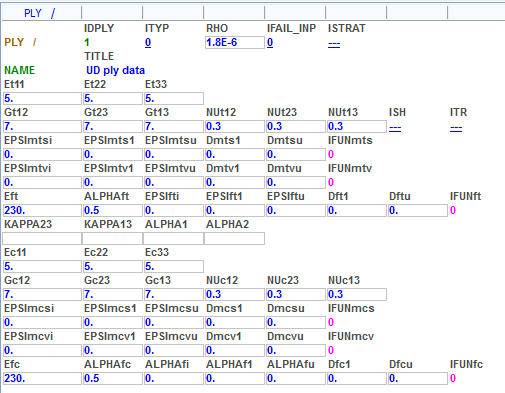 PLY /
IDPLY ITYP RHO IFAIL_INP ISTRAT
PLY / 1 0 1.8E-6 0 ---
TITLE
NAME UD ply data
Et11 Et22 Et33
5. 5. 5.
Gt12 Gt23 Gt13 NUt12 NUt23 NUt13 ISH ITR
7. 7. 7. 0.3 0.3 0.3 --- ---
EPSImtsi EPSImts1 EPSImtsu Dmts1 Dmtsu IFUNmts
0. 0. 0. 0. 0. 0
EPSImtvi EPSImtv1 EPSImtvu Dmtv1 Dmtvu IFUNmtv
0. 0. 0. 0. 0. 0
Eft ALPHAft EPSIfti EPSIft1 EPSIftu Dft1 Dftu IFUNft
230. 0.5 0. 0. 0. 0. 0. 0
KAPPA23 KAPPA13 ALPHA1 ALPHA2
Ec11 Ec22 Ec33
5. 5. 5.
Gc12 Gc23 Gc13 NUc12 NUc23 NUc13
7. 7. 7. 0.3 0.3 0.3
EPSImcsi EPSImcs1 EPSImcsu Dmcs1 Dmcsu IFUNmcs
0. 0. 0. 0. 0. 0
EPSImcvi EPSImcv1 EPSImcvu Dmcv1 Dmcvu IFUNmcv
0. 0. 0. 0. 0. 0
Efc ALPHAfc ALPHAfi ALPHAf1 ALPHAfu Dfc1 Dfcu IFUNfc
230. 0.5 0. 0. 0. 0. 0. 0